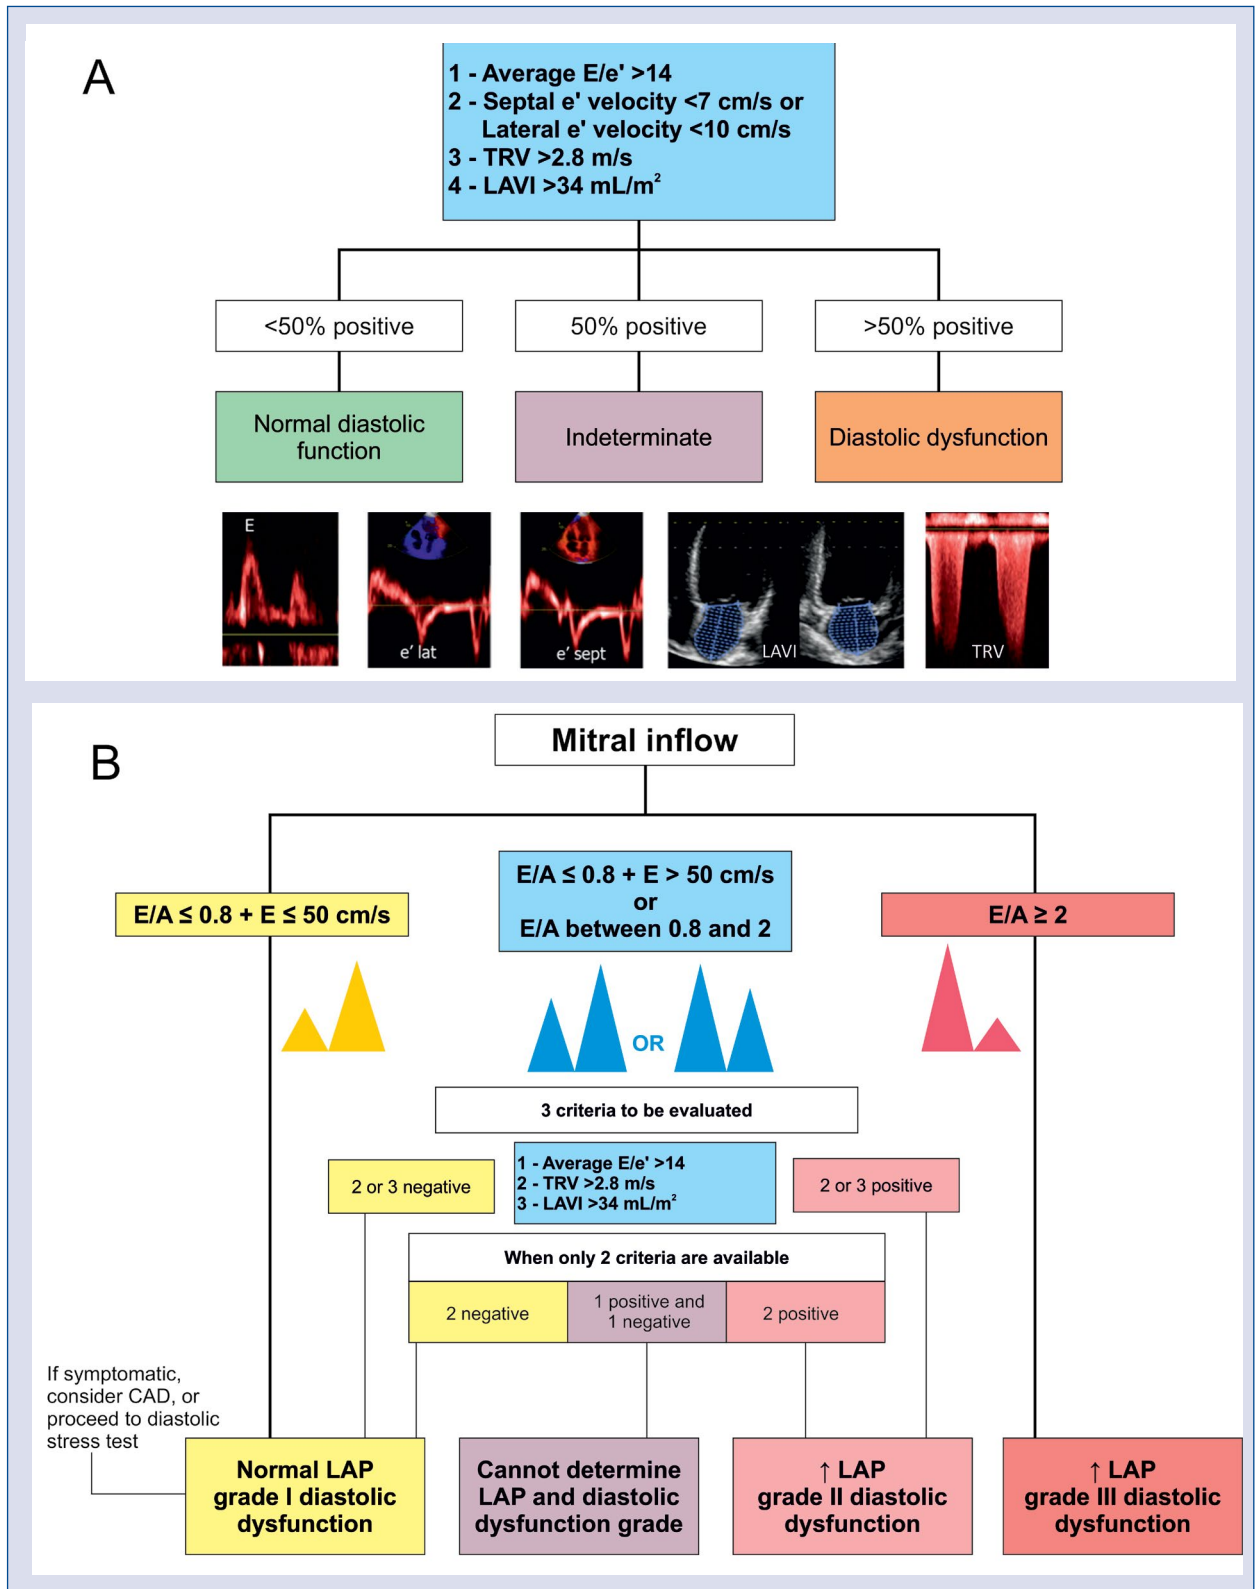 A
1 - Average E/e' >14
2 - Septal e' velocity <7 cm/s or
Lateral e' velocity <10 cm/s
3 - TRV >2.8 m/s
4 - LAVI >34 mL/m²
<50% positive
50% positive
>50% positive
Normal diastolic
function
Indeterminate
Diastolic dysfunction
E
e′ lat
e′ sept
LAVI
TRV
B
Mitral inflow
E/A ≤ 0.8 + E ≤ 50 cm/s
E/A ≤ 0.8 + E > 50 cm/s
or
E/A between 0.8 and 2
E/A ≥ 2
OR
3 criteria to be evaluated
2 or 3 negative
1 - Average E/e' >14
2 - TRV >2.8 m/s
3 - LAVI >34 mL/m²
2 or 3 positive
When only 2 criteria are available
2 negative
1 positive and
1 negative
2 positive
If symptomatic,
consider CAD, or
proceed to diastolic
stress test
Normal LAP
grade I diastolic
dysfunction
Cannot determine
LAP and diastolic
dysfunction grade
↑ LAP
grade II diastolic
dysfunction
↑ LAP
grade III diastolic
dysfunction